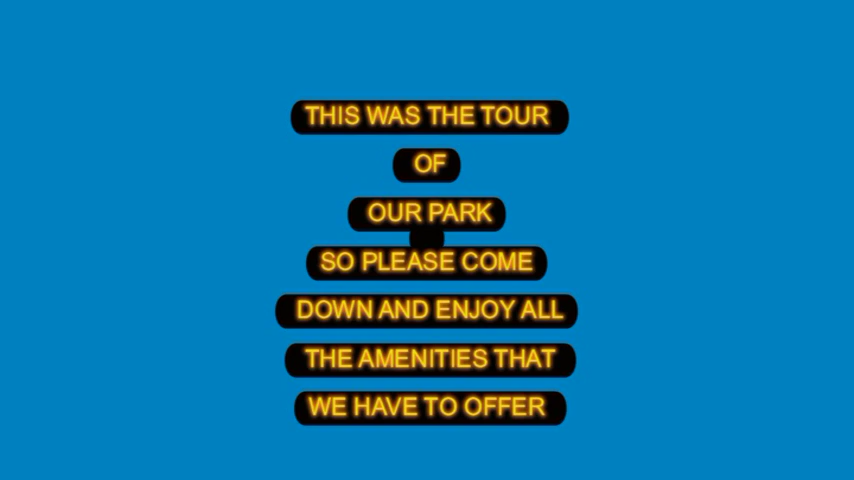 THIS WAS THE TOUR
OF
OUR PARK
SO PLEASE COME
DOWN AND ENJOY ALL
THE AMENITIES THAT
WE HAVE TO OFFER